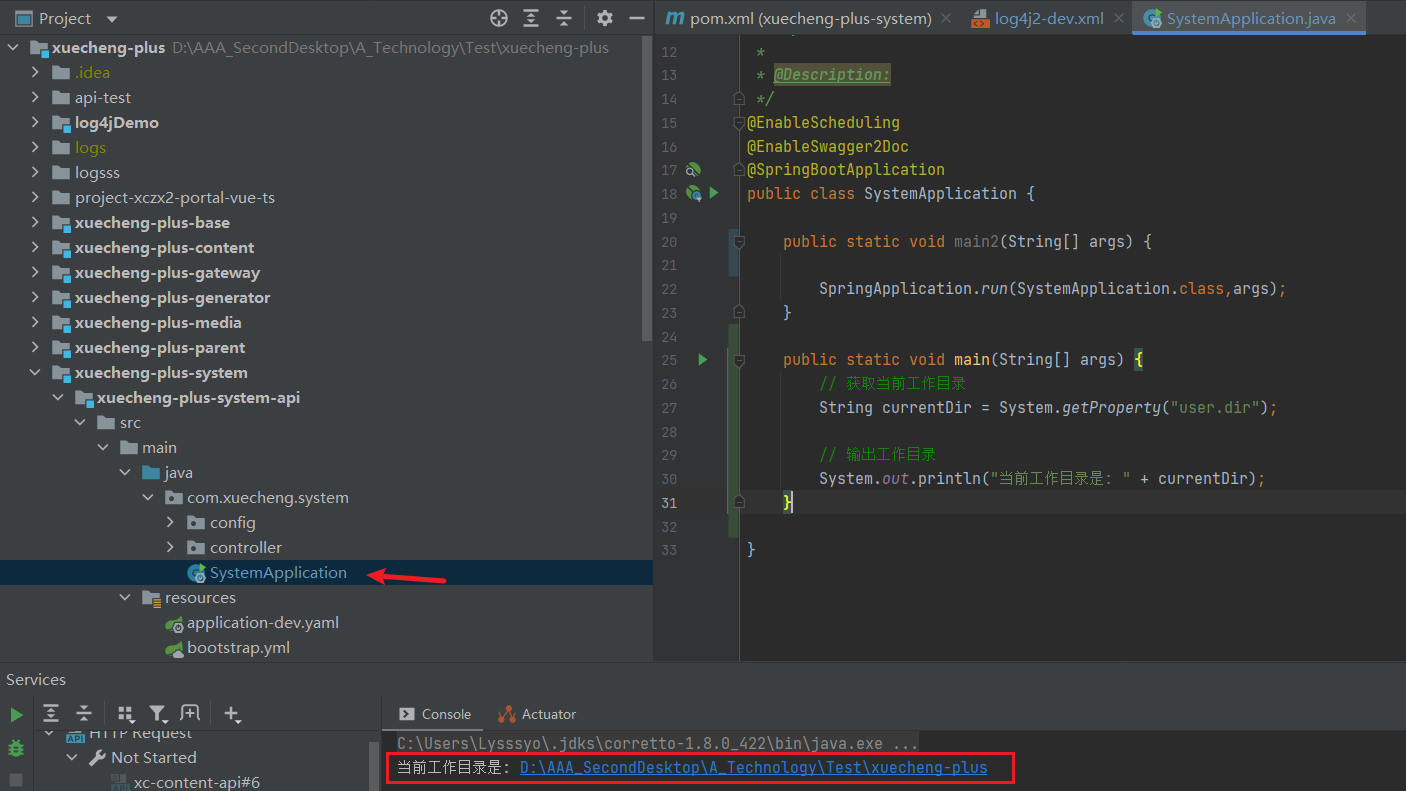 Project
xuecheng-plus D:\AAA_SecondDesktop\A_Technology\Test\xuecheng-plus
.idea
api-test
log4jDemo
logs
logsss
project-xczx2-portal-vue-ts
xuecheng-plus-base
xuecheng-plus-content
xuecheng-plus-gateway
xuecheng-plus-generator
xuecheng-plus-media
xuecheng-plus-parent
xuecheng-plus-system
xuecheng-plus-system-api
src
main
java
com.xuecheng.system
config
controller
SystemApplication
resources
application-dev.yaml
bootstrap.yml
pom.xml (xuecheng-plus-system) log4j2-dev.xml SystemApplication.java
12 *
13 * @Description:
14 */
15 @EnableScheduling
16 @EnableSwagger2Doc
17 @SpringBootApplication
18 public class SystemApplication {
19
20 public static void main2(String[] args) {
21
22 SpringApplication.run(SystemApplication.class,args);
23 }
24
25 public static void main(String[] args) {
26 // 获取当前工作目录
27 String currentDir = System.getProperty("user.dir");
28
29 // 输出工作目录
30 System.out.println("当前工作目录是: " + currentDir);
31 }
32
33 }
Services
HTTP Request
Not Started
xc-content-api#6
Console Actuator
C:\Users\Lysssyo\.jdks\corretto-1.8.0_422\bin\java.exe ...
当前工作目录是: D:\AAA_SecondDesktop\A_Technology\Test\xuecheng-plus